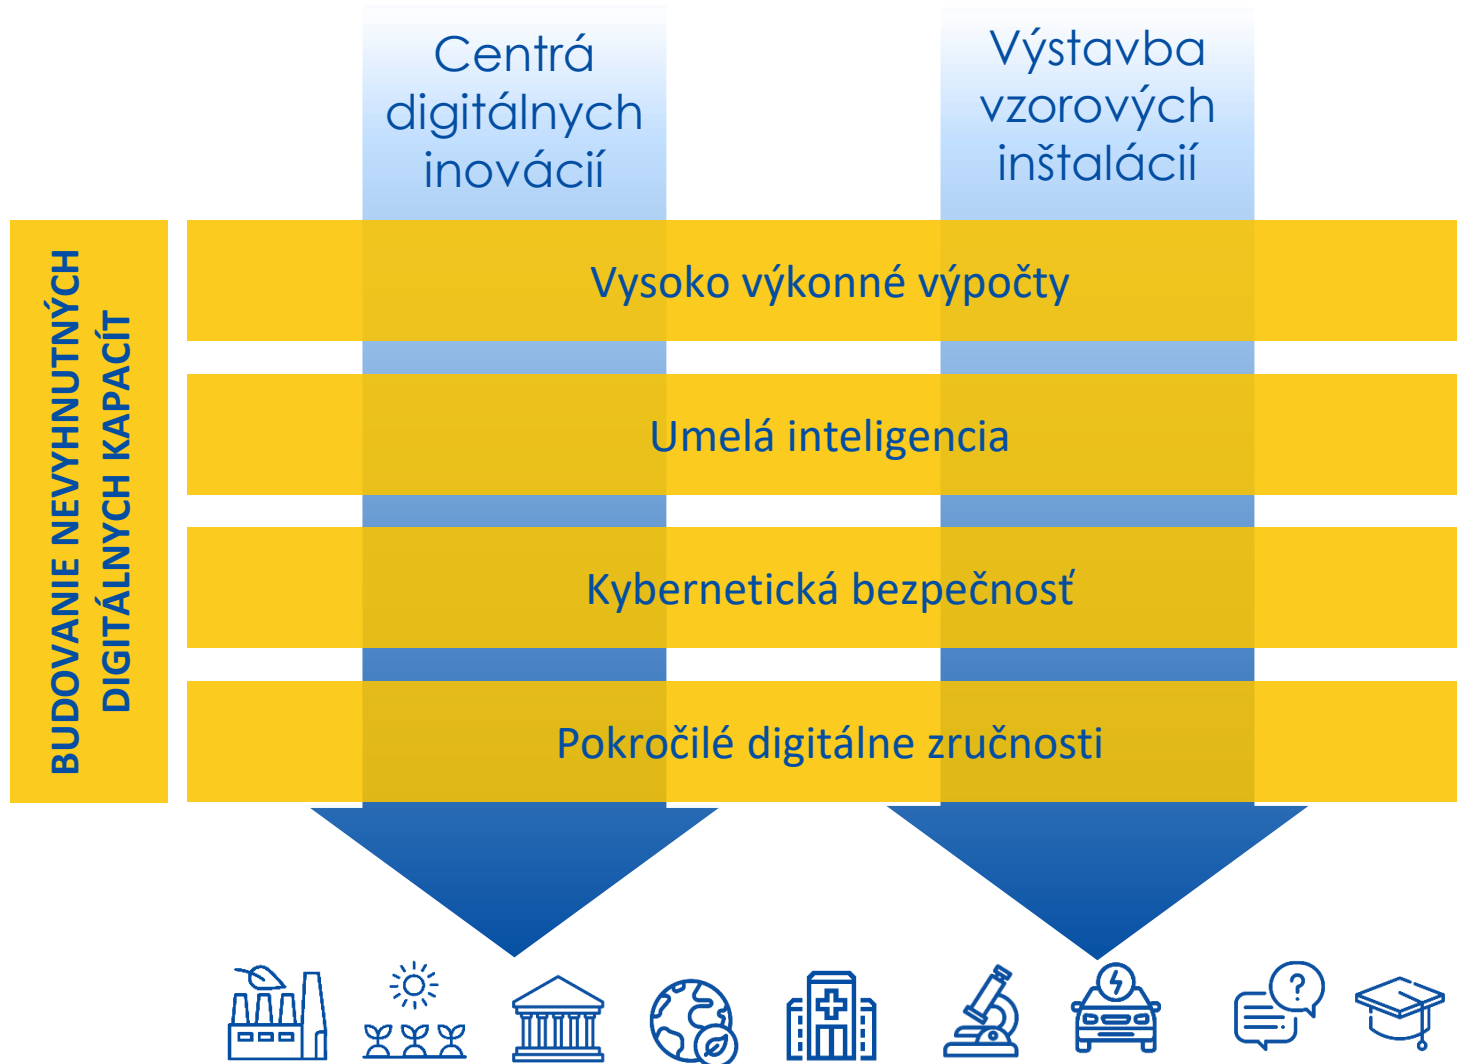 Centrá
digitálnych
inovácií
Výstavba
vzorových
inštalácií
BUDOVANIE NEVYHNUTNÝCH
DIGITÁLNYCH KAPACÍT
Vysoko výkonné výpočty
Umelá inteligencia
Kybernetická bezpečnosť
Pokročilé digitálne zručnosti
?